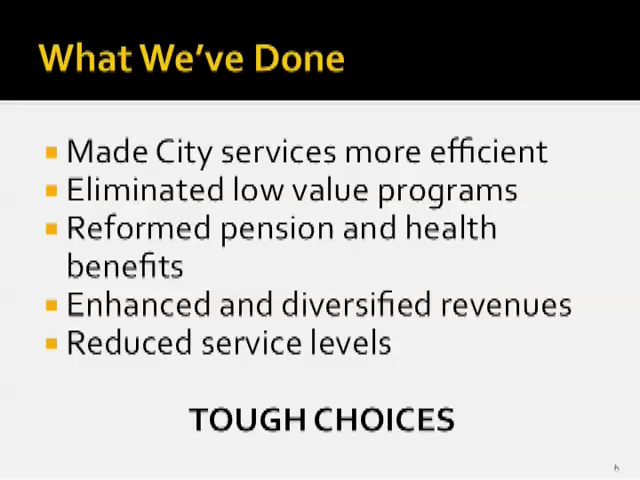 What We've Done
Made City services more efficient
Eliminated low value programs
Reformed pension and health
benefits
Enhanced and diversified revenues
Reduced service levels
TOUGH CHOICES
6